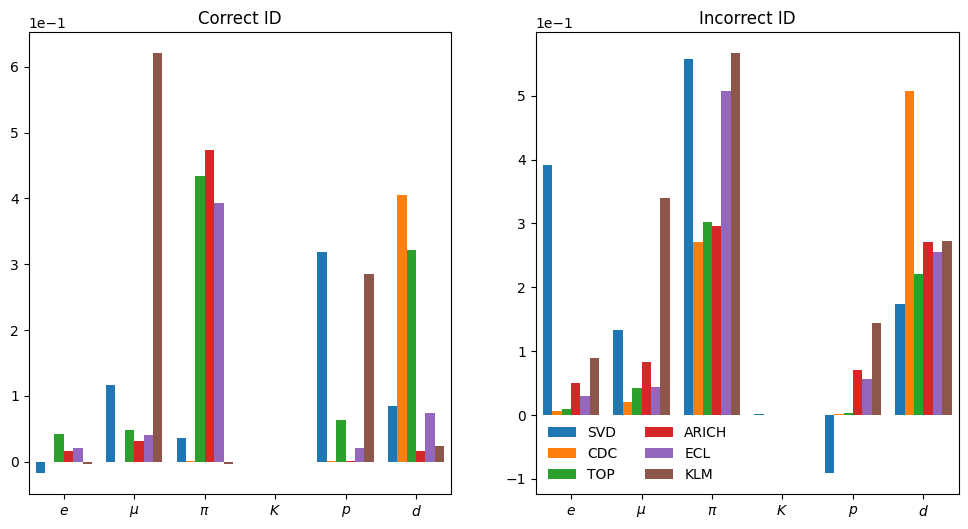 Correct ID
1e−1
6
5
4
3
2
1
0
e μ π K p d
Incorrect ID
1e−1
5
4
3
2
1
0
−1
SVD ARICH
CDC ECL
TOP KLM
e μ π K p d